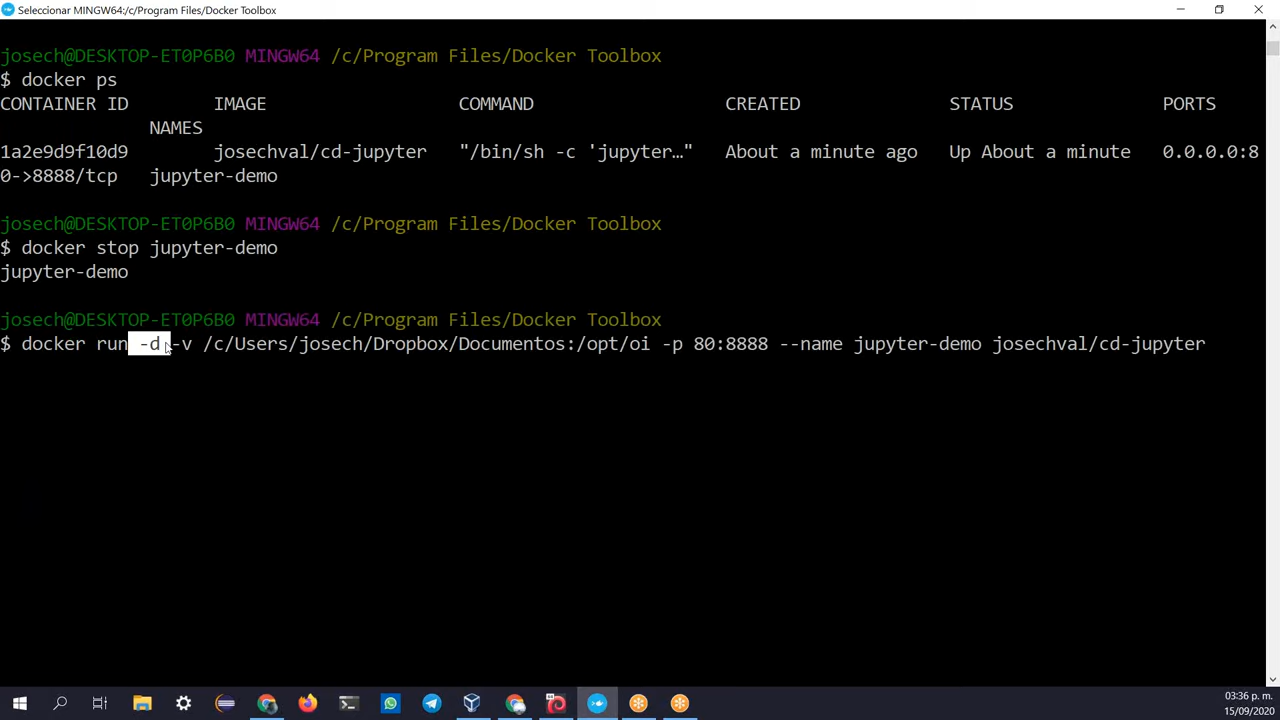 Seleccionar MINGW64:/c/Program Files/Docker Toolbox
josech@DESKTOP-ET0P6B0 MINGW64 /c/Program Files/Docker Toolbox
$ docker ps
CONTAINER ID        IMAGE                  COMMAND                  CREATED              STATUS              PORTS
NAMES
1a2e9d9f10d9        josechval/cd-jupyter   "/bin/sh -c 'jupyter…"   About a minute ago   Up About a minute   0.0.0.0:8
0->8888/tcp   jupyter-demo
josech@DESKTOP-ET0P6B0 MINGW64 /c/Program Files/Docker Toolbox
$ docker stop jupyter-demo
jupyter-demo
josech@DESKTOP-ET0P6B0 MINGW64 /c/Program Files/Docker Toolbox
$ docker run -d -v /c/Users/josech/Dropbox/Documentos:/opt/oi -p 80:8888 --name jupyter-demo josechval/cd-jupyter
03:36 p. m.
15/09/2020